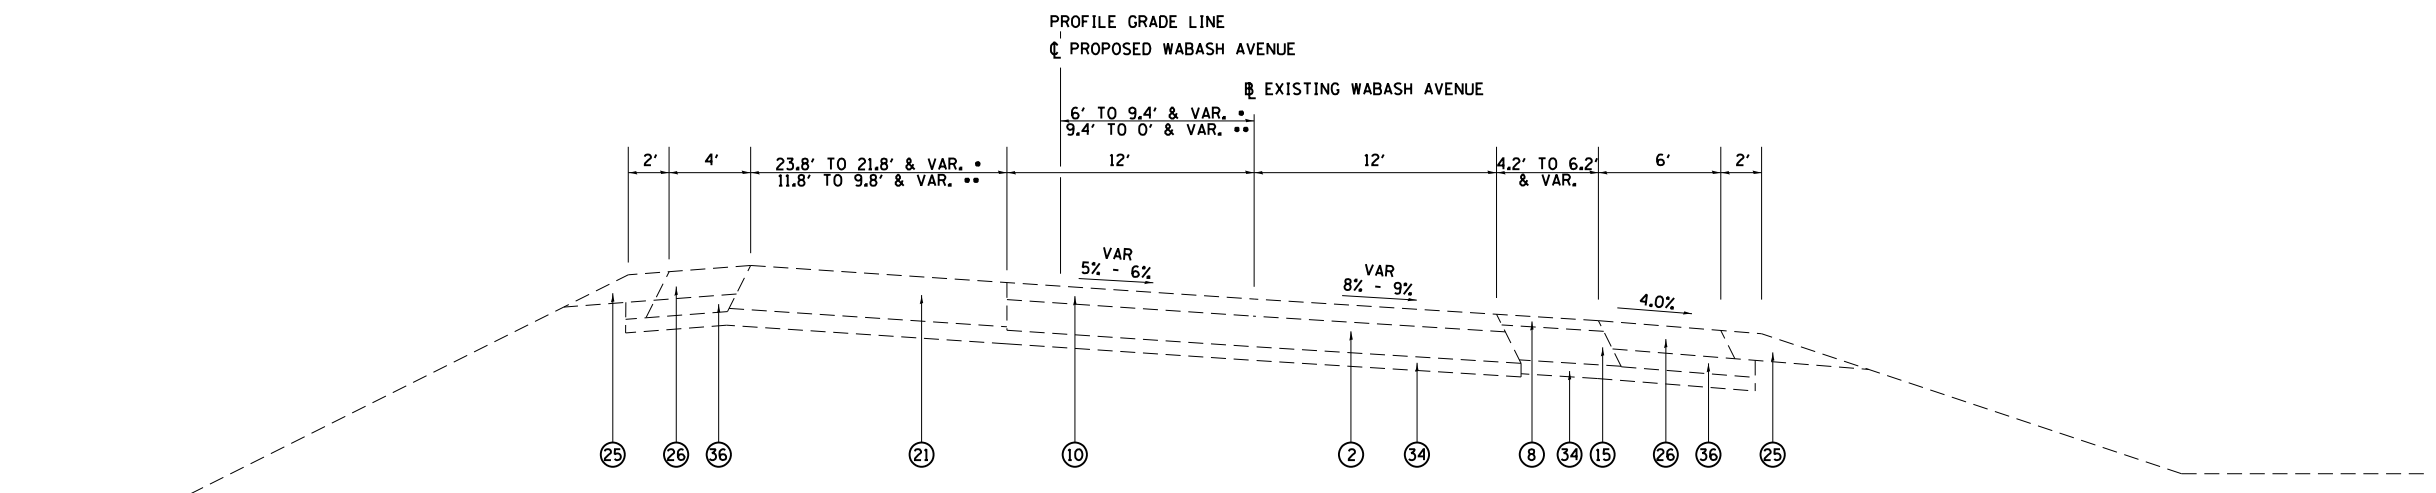 PROFILE GRADE LINE
℄ PROPOSED WABASH AVENUE
B͟L EXISTING WABASH AVENUE
6' TO 9.4' & VAR. •
9.4' TO 0' & VAR. ••
2'
4'
23.8' TO 21.8' & VAR. •
11.8' TO 9.8' & VAR. ••
12'
12'
4.2' TO 6.2'
& VAR.
6'
2'
VAR
5% - 6%
VAR
8% - 9%
4.0%
25
26
36
21
10
2
34
8
34
15
26
36
25